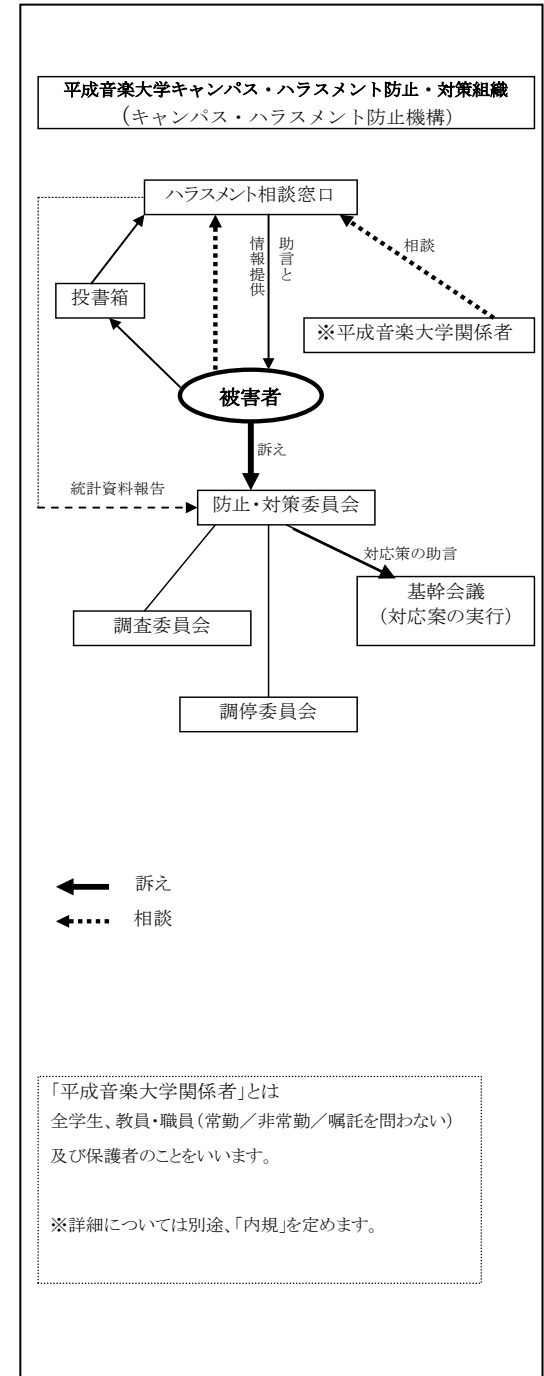 平成音楽大学キャンパス・ハラスメント防止・対策組織
(キャンパス・ハラスメント防止機構)
ハラスメント相談窓口
助言と
情報提供
相談
投書箱
※平成音楽大学関係者
被害者
訴え
統計資料報告
防止・対策委員会
対応策の助言
基幹会議
(対応案の実行)
調査委員会
調停委員会
訴え
相談
「平成音楽大学関係者」とは
全学生、教員・職員(常勤/非常勤/嘱託を問わない)
及び保護者のことをいいます。
※詳細については別途、「内規」を定めます。